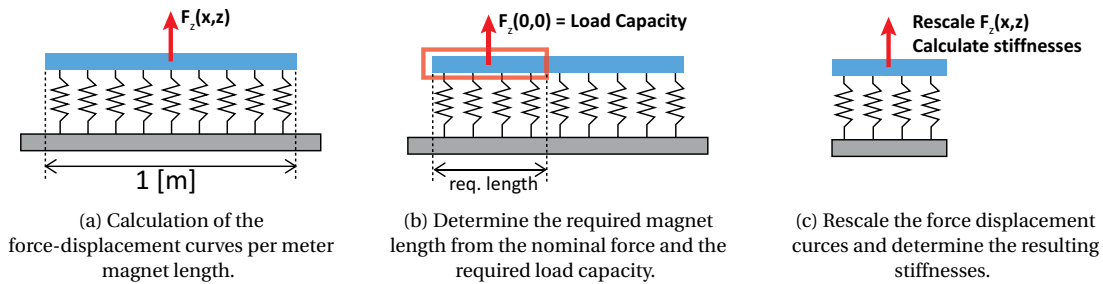 F_z(x,z)
1 [m]
(a) Calculation of the
force-displacement curves per meter
magnet length.
F_z(0,0) = Load Capacity
req. length
(b) Determine the required magnet
length from the nominal force and the
required load capacity.
Rescale F_z(x,z)
Calculate stiffnesses
(c) Rescale the force displacement
curces and determine the resulting
stiffnesses.